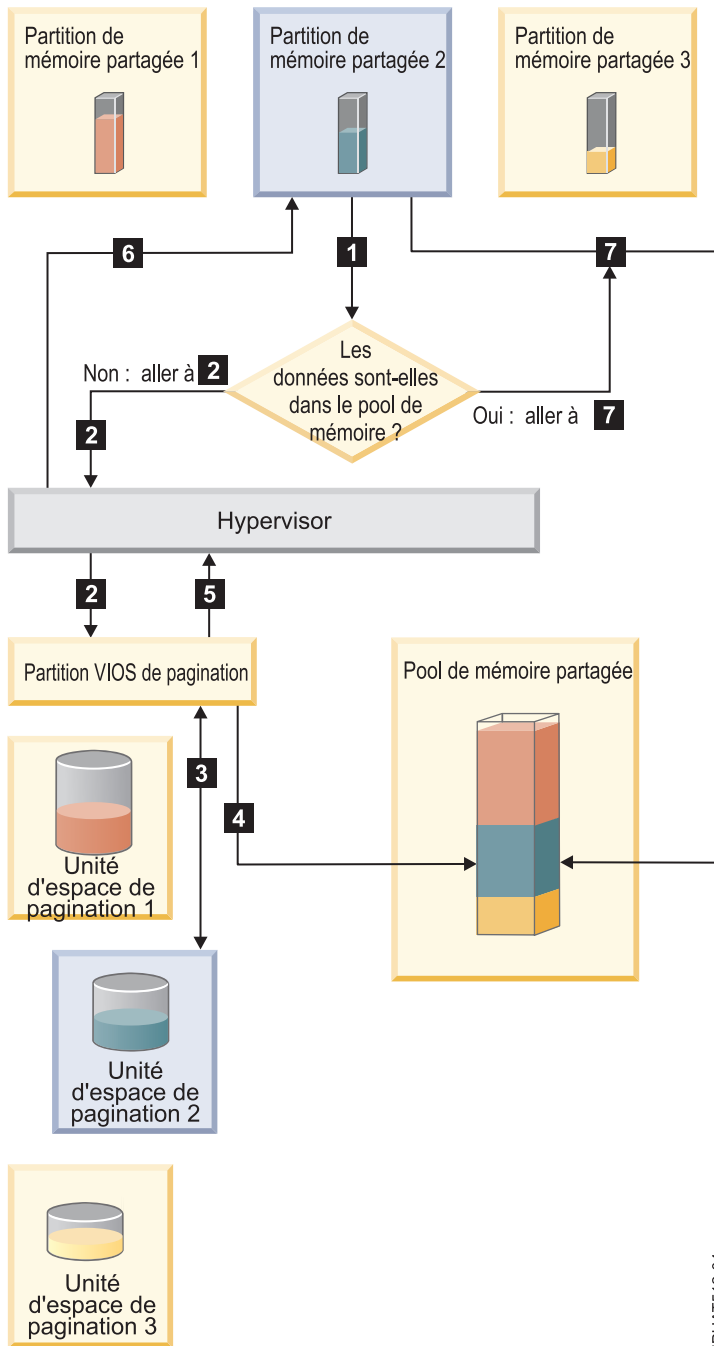 Partition de
mémoire partagée 1
Partition de
mémoire partagée 2
Partition de
mémoire partagée 3
6
1
7
Les
données sont-elles
dans le pool de
mémoire ?
Non : aller à 2
Oui : aller à 7
2
Hypervisor
2
5
Partition VIOS de pagination
Pool de mémoire partagée
3
4
Unité
d'espace de
pagination 1
Unité
d'espace de
pagination 2
Unité
d'espace de
pagination 3